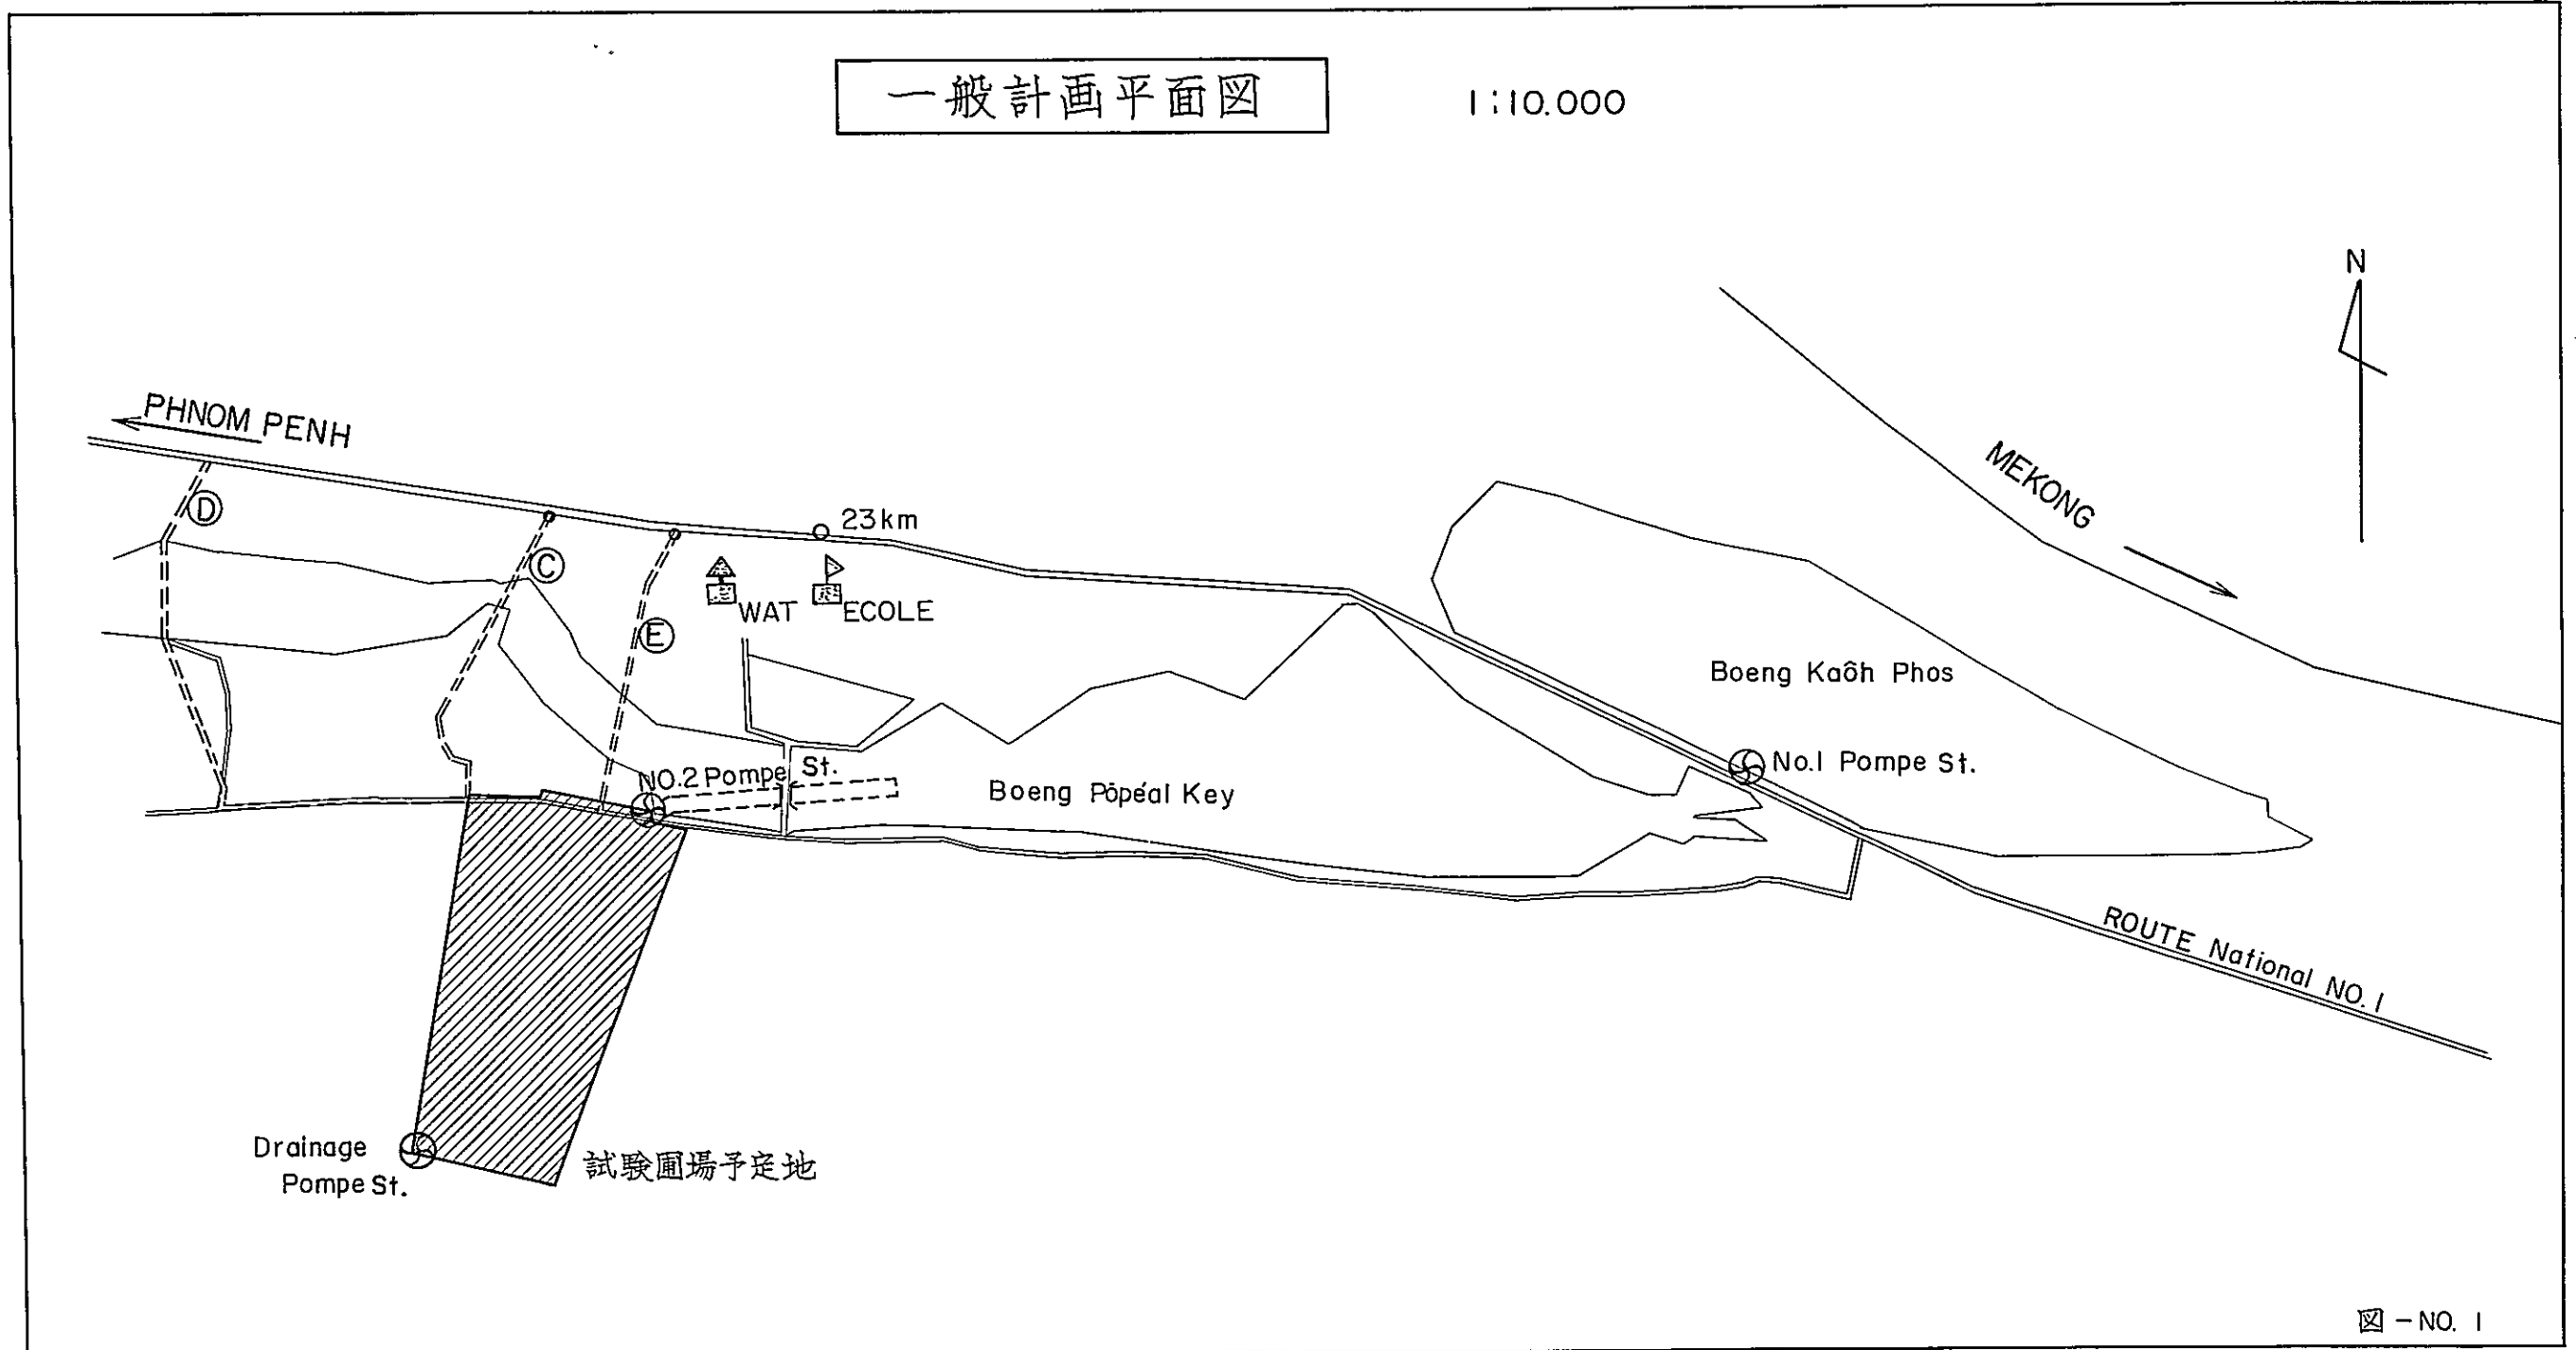 一般計画平面図
1:10.000
N
PHNOM PENH
MEKONG
D
23km
C
WAT
ECOLE
E
Boeng Kaôh Phos
No.1 Pompe St.
NO.2 Pompe St.
Boeng Pōpéal Key
ROUTE National NO. 1
Drainage
Pompe St.
試験圃場予定地
図-NO. 1